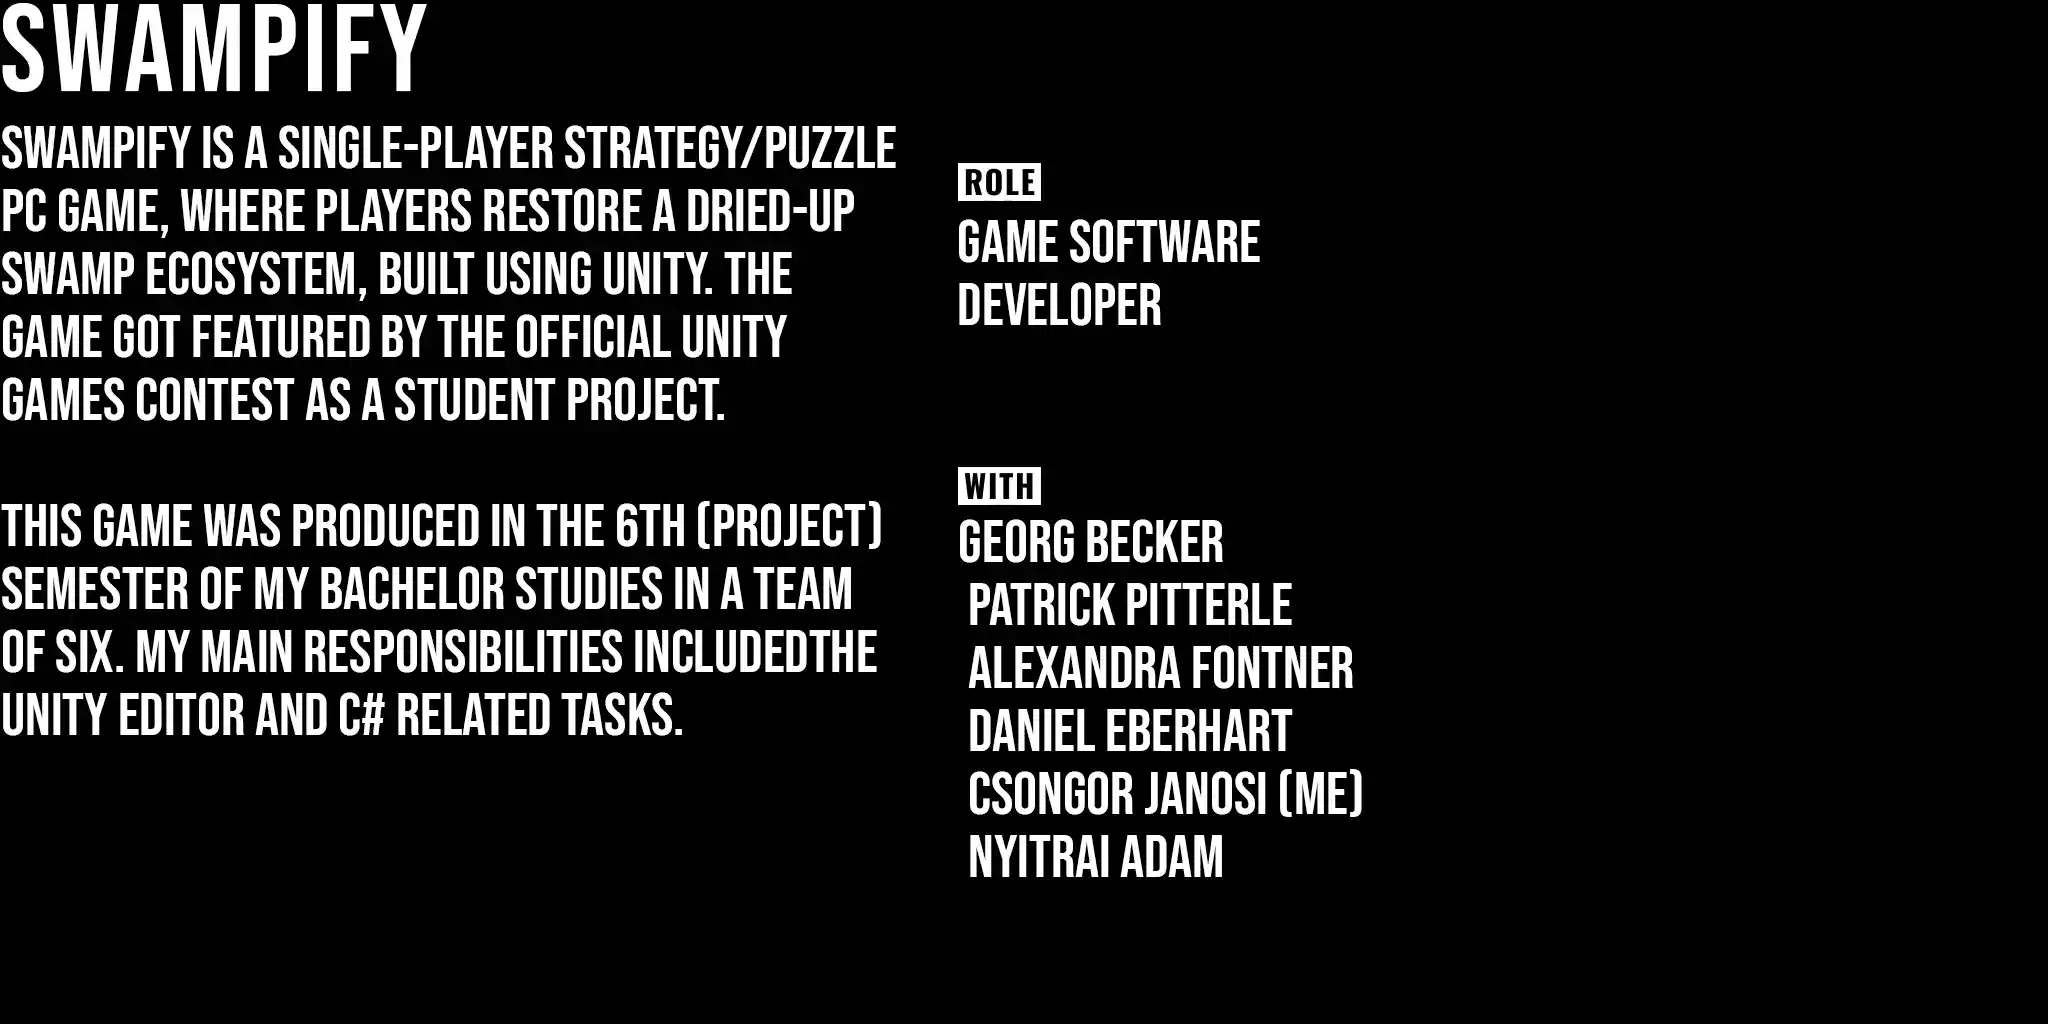 SWAMPIFY
SWAMPIFY IS A SINGLE-PLAYER STRATEGY/PUZZLE
PC GAME, WHERE PLAYERS RESTORE A DRIED-UP
SWAMP ECOSYSTEM, BUILT USING UNITY. THE
GAME GOT FEATURED BY THE OFFICIAL UNITY
GAMES CONTEST AS A STUDENT PROJECT.
THIS GAME WAS PRODUCED IN THE 6TH (PROJECT)
SEMESTER OF MY BACHELOR STUDIES IN A TEAM
OF SIX. MY MAIN RESPONSIBILITIES INCLUDEDTHE
UNITY EDITOR AND C# RELATED TASKS.
ROLE
GAME SOFTWARE
DEVELOPER
WITH
GEORG BECKER
PATRICK PITTERLE
ALEXANDRA FONTNER
DANIEL EBERHART
CSONGOR JANOSI (ME)
NYITRAI ADAM